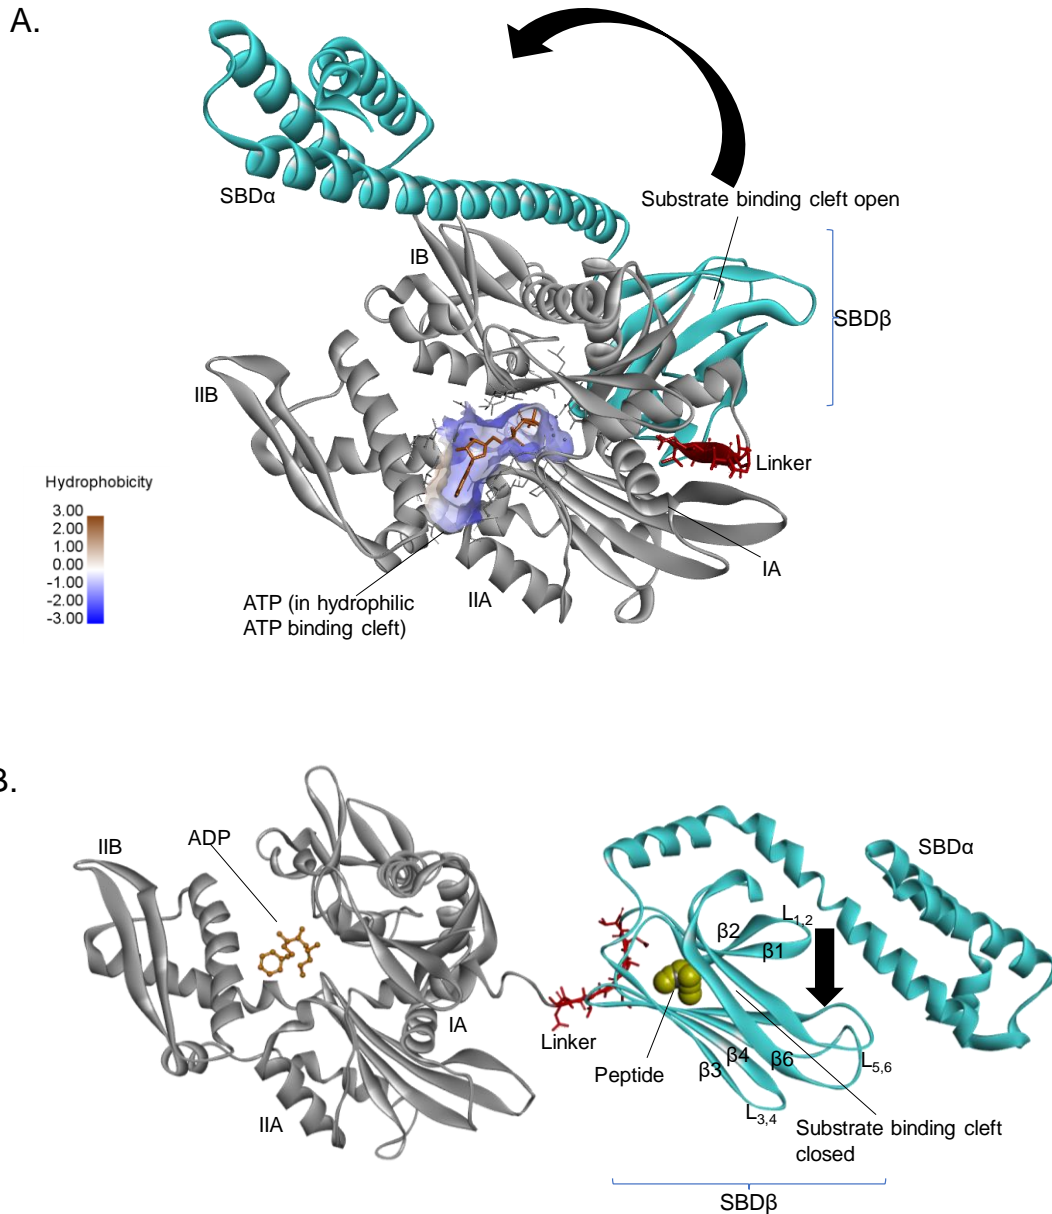 A.
SBDα
Substrate binding cleft open
IB
SBDβ
IIB
Linker
Hydrophobicity
3.00
2.00
1.00
0.00
-1.00
-2.00
-3.00
IA
ATP (in hydrophilic
ATP binding cleft)
IIA
B.
ADP
IIB
SBDα
L1,2
β2
β1
IA
Linker
Peptide
β4
β6
β3
L5,6
L3,4
IIA
Substrate binding cleft
closed
SBDβ